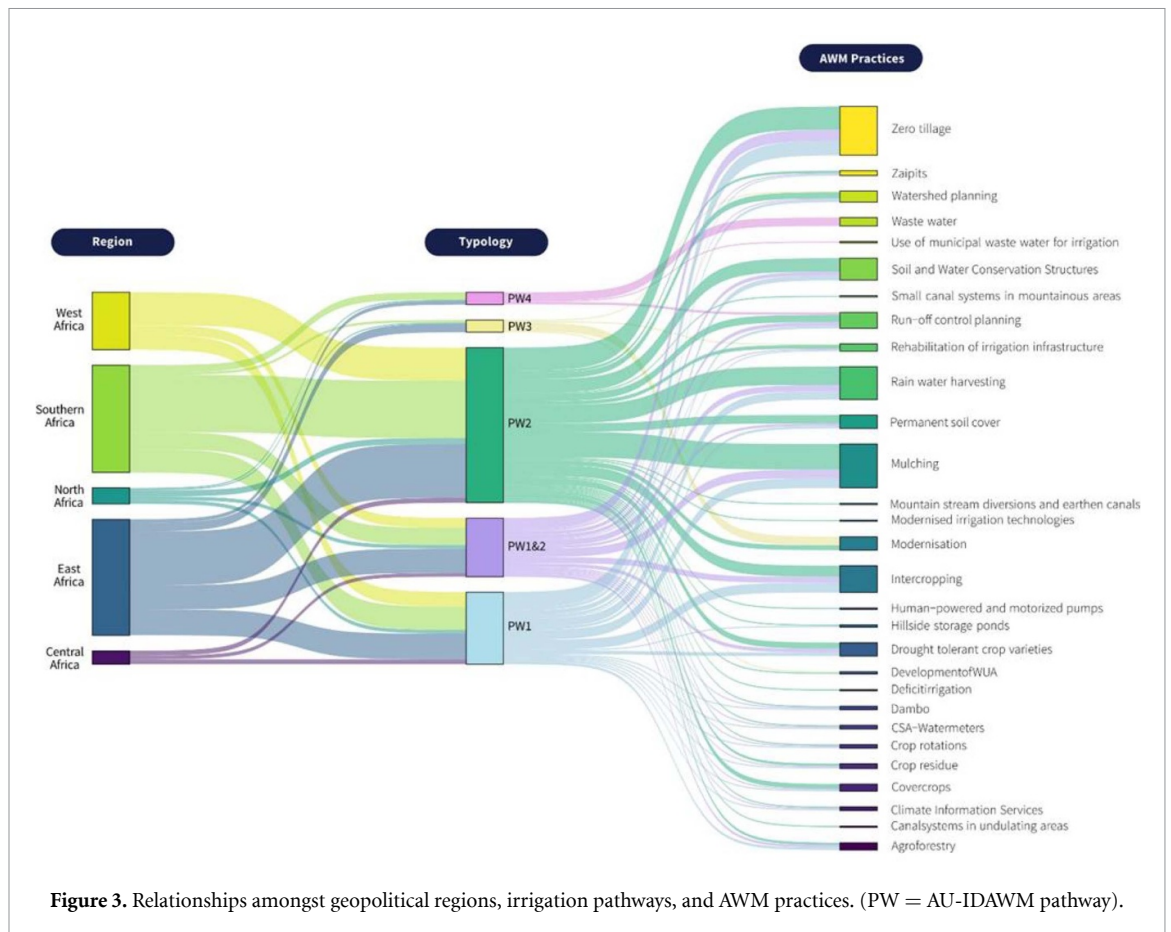 AWM Practices
Region
Typology
West
Africa
Southern
Africa
North
Africa
East
Africa
Central
Africa
PW4
PW3
PW2
PW1&2
PW1
Zero tillage
Zaipits
Watershed planning
Waste water
Use of municipal waste water for irrigation
Soil and Water Conservation Structures
Small canal systems in mountainous areas
Run-off control planning
Rehabilitation of irrigation infrastructure
Rain water harvesting
Permanent soil cover
Mulching
Mountain stream diversions and earthen canals
Modernised irrigation technologies
Modernisation
Intercropping
Human-powered and motorized pumps
Hillside storage ponds
Drought tolerant crop varieties
DevelopmentofWUA
Deficitirrigation
Dambo
CSA-Watermeters
Crop rotations
Crop residue
Covercrops
Climate Information Services
Canalsystems in undulating areas
Agroforestry
Figure 3. Relationships amongst geopolitical regions, irrigation pathways, and AWM practices. (PW = AU-IDAWM pathway).